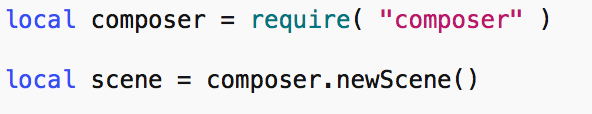 local composer = require( "composer" )
local scene = composer.newScene()